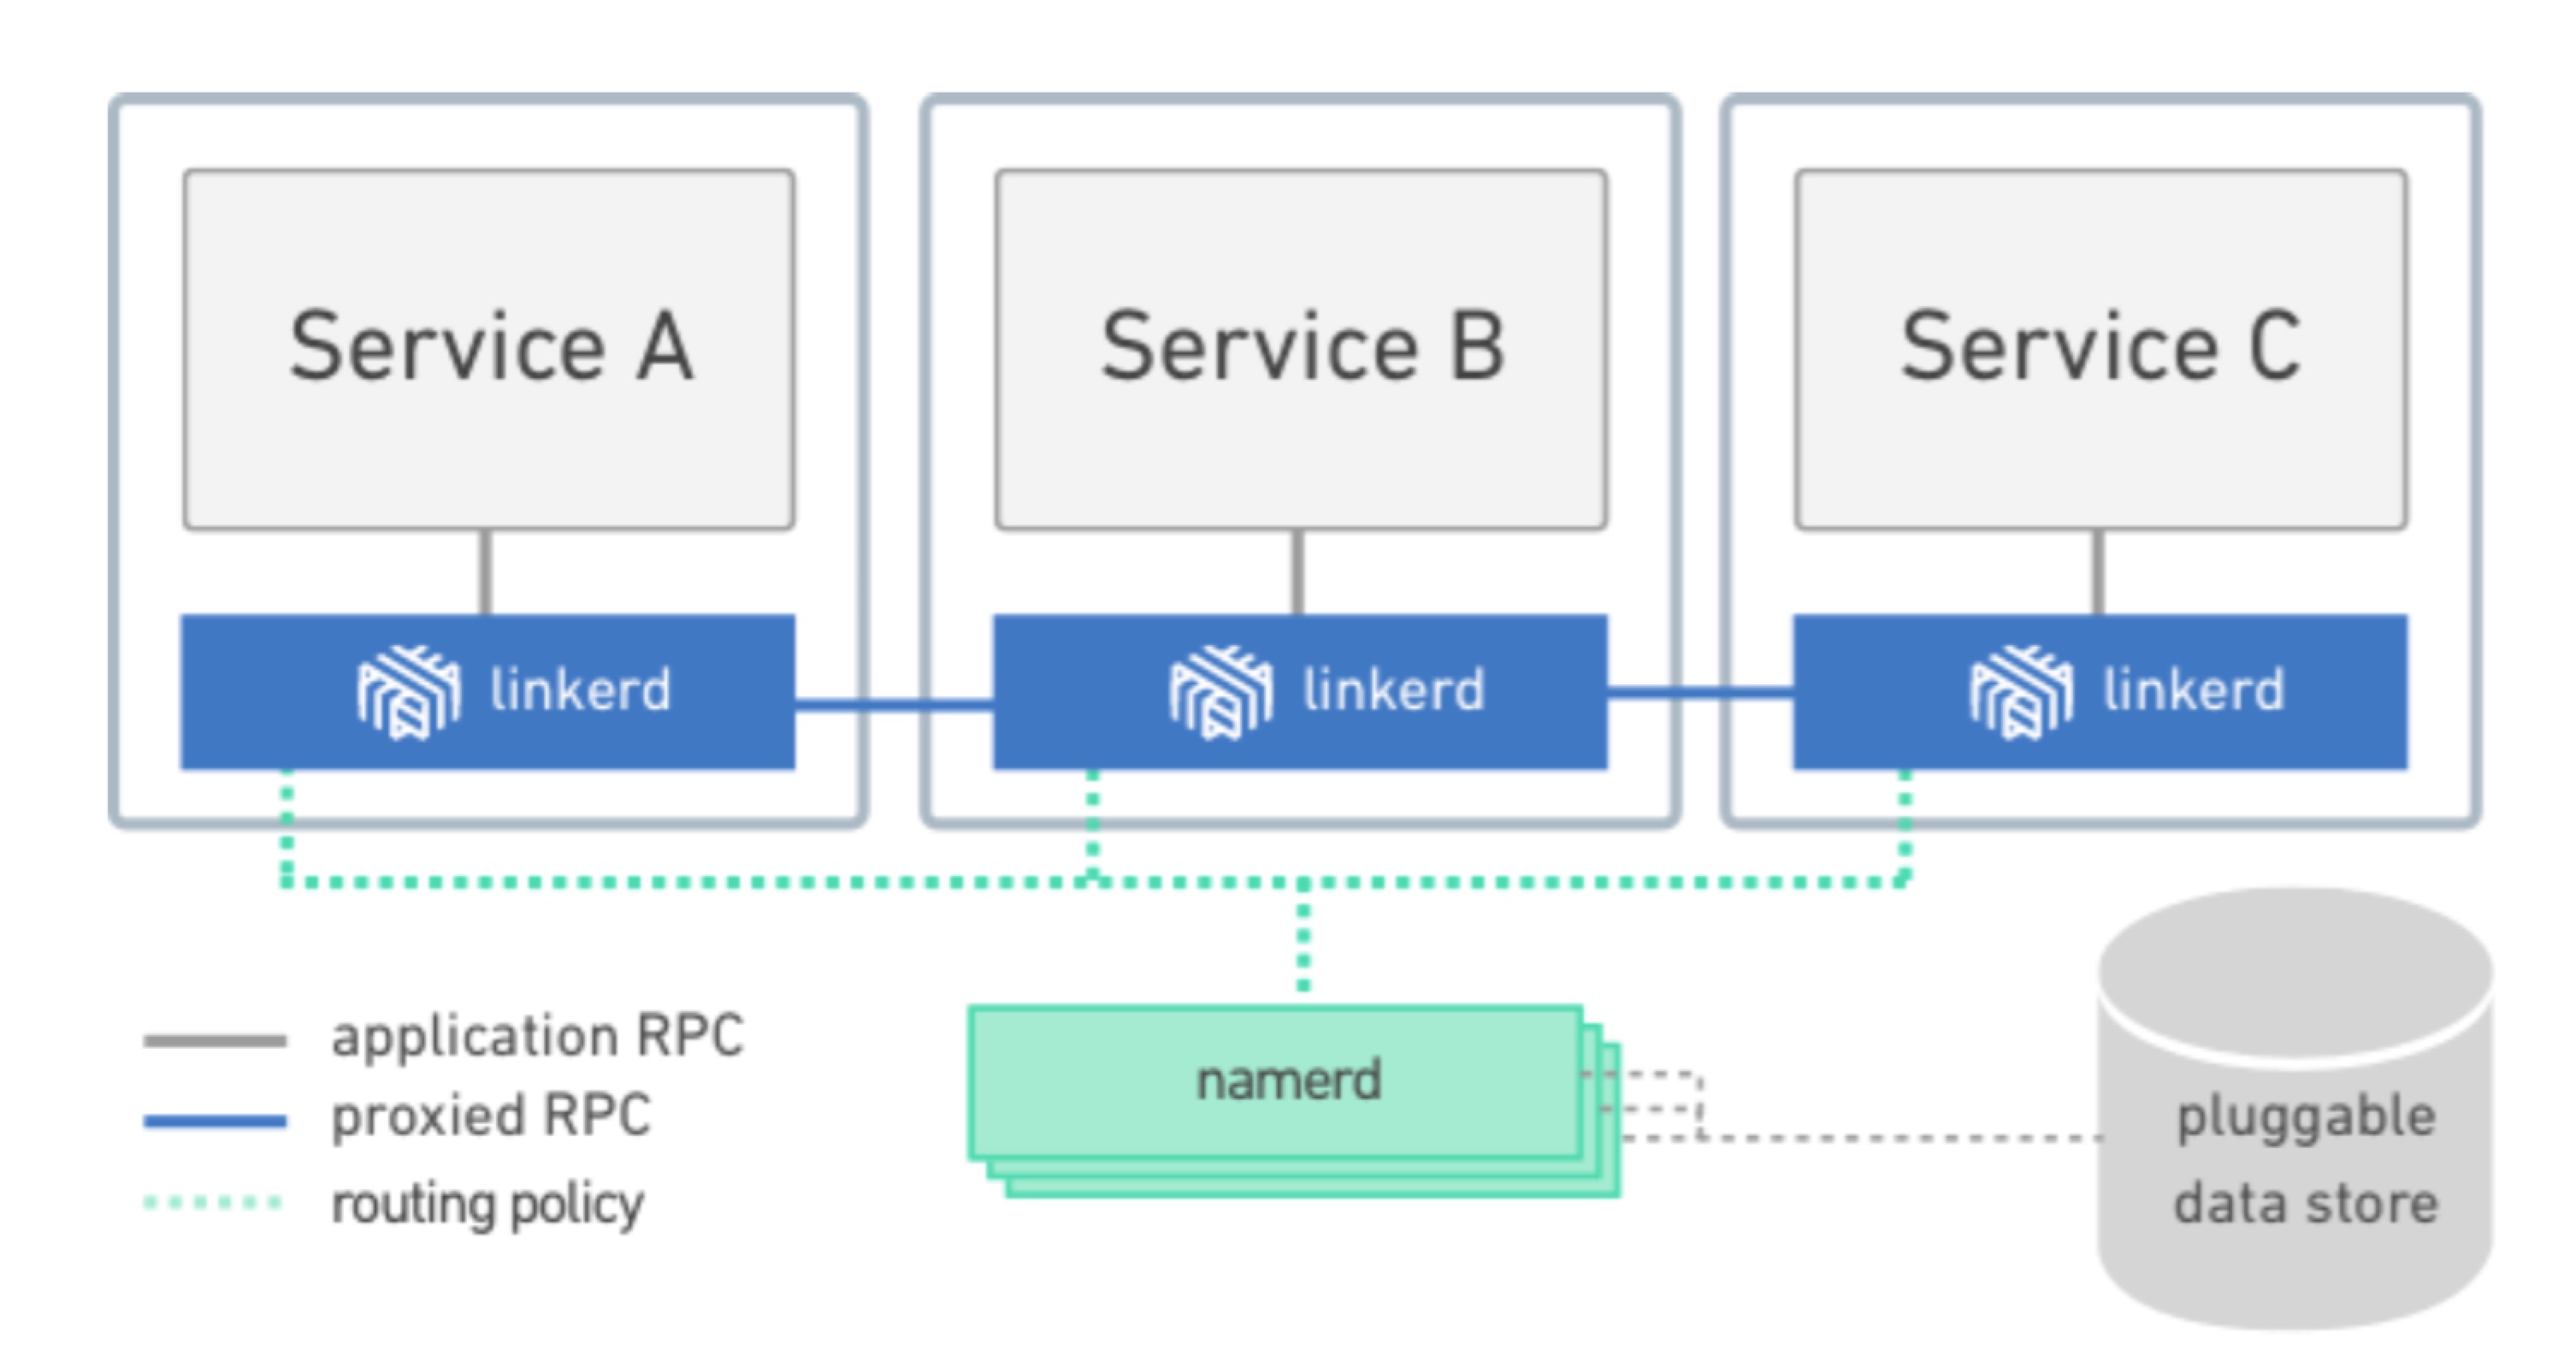 Service A
Service B
Service C
linkerd
linkerd
linkerd
application RPC
proxied RPC
routing policy
namerd
pluggable
data store